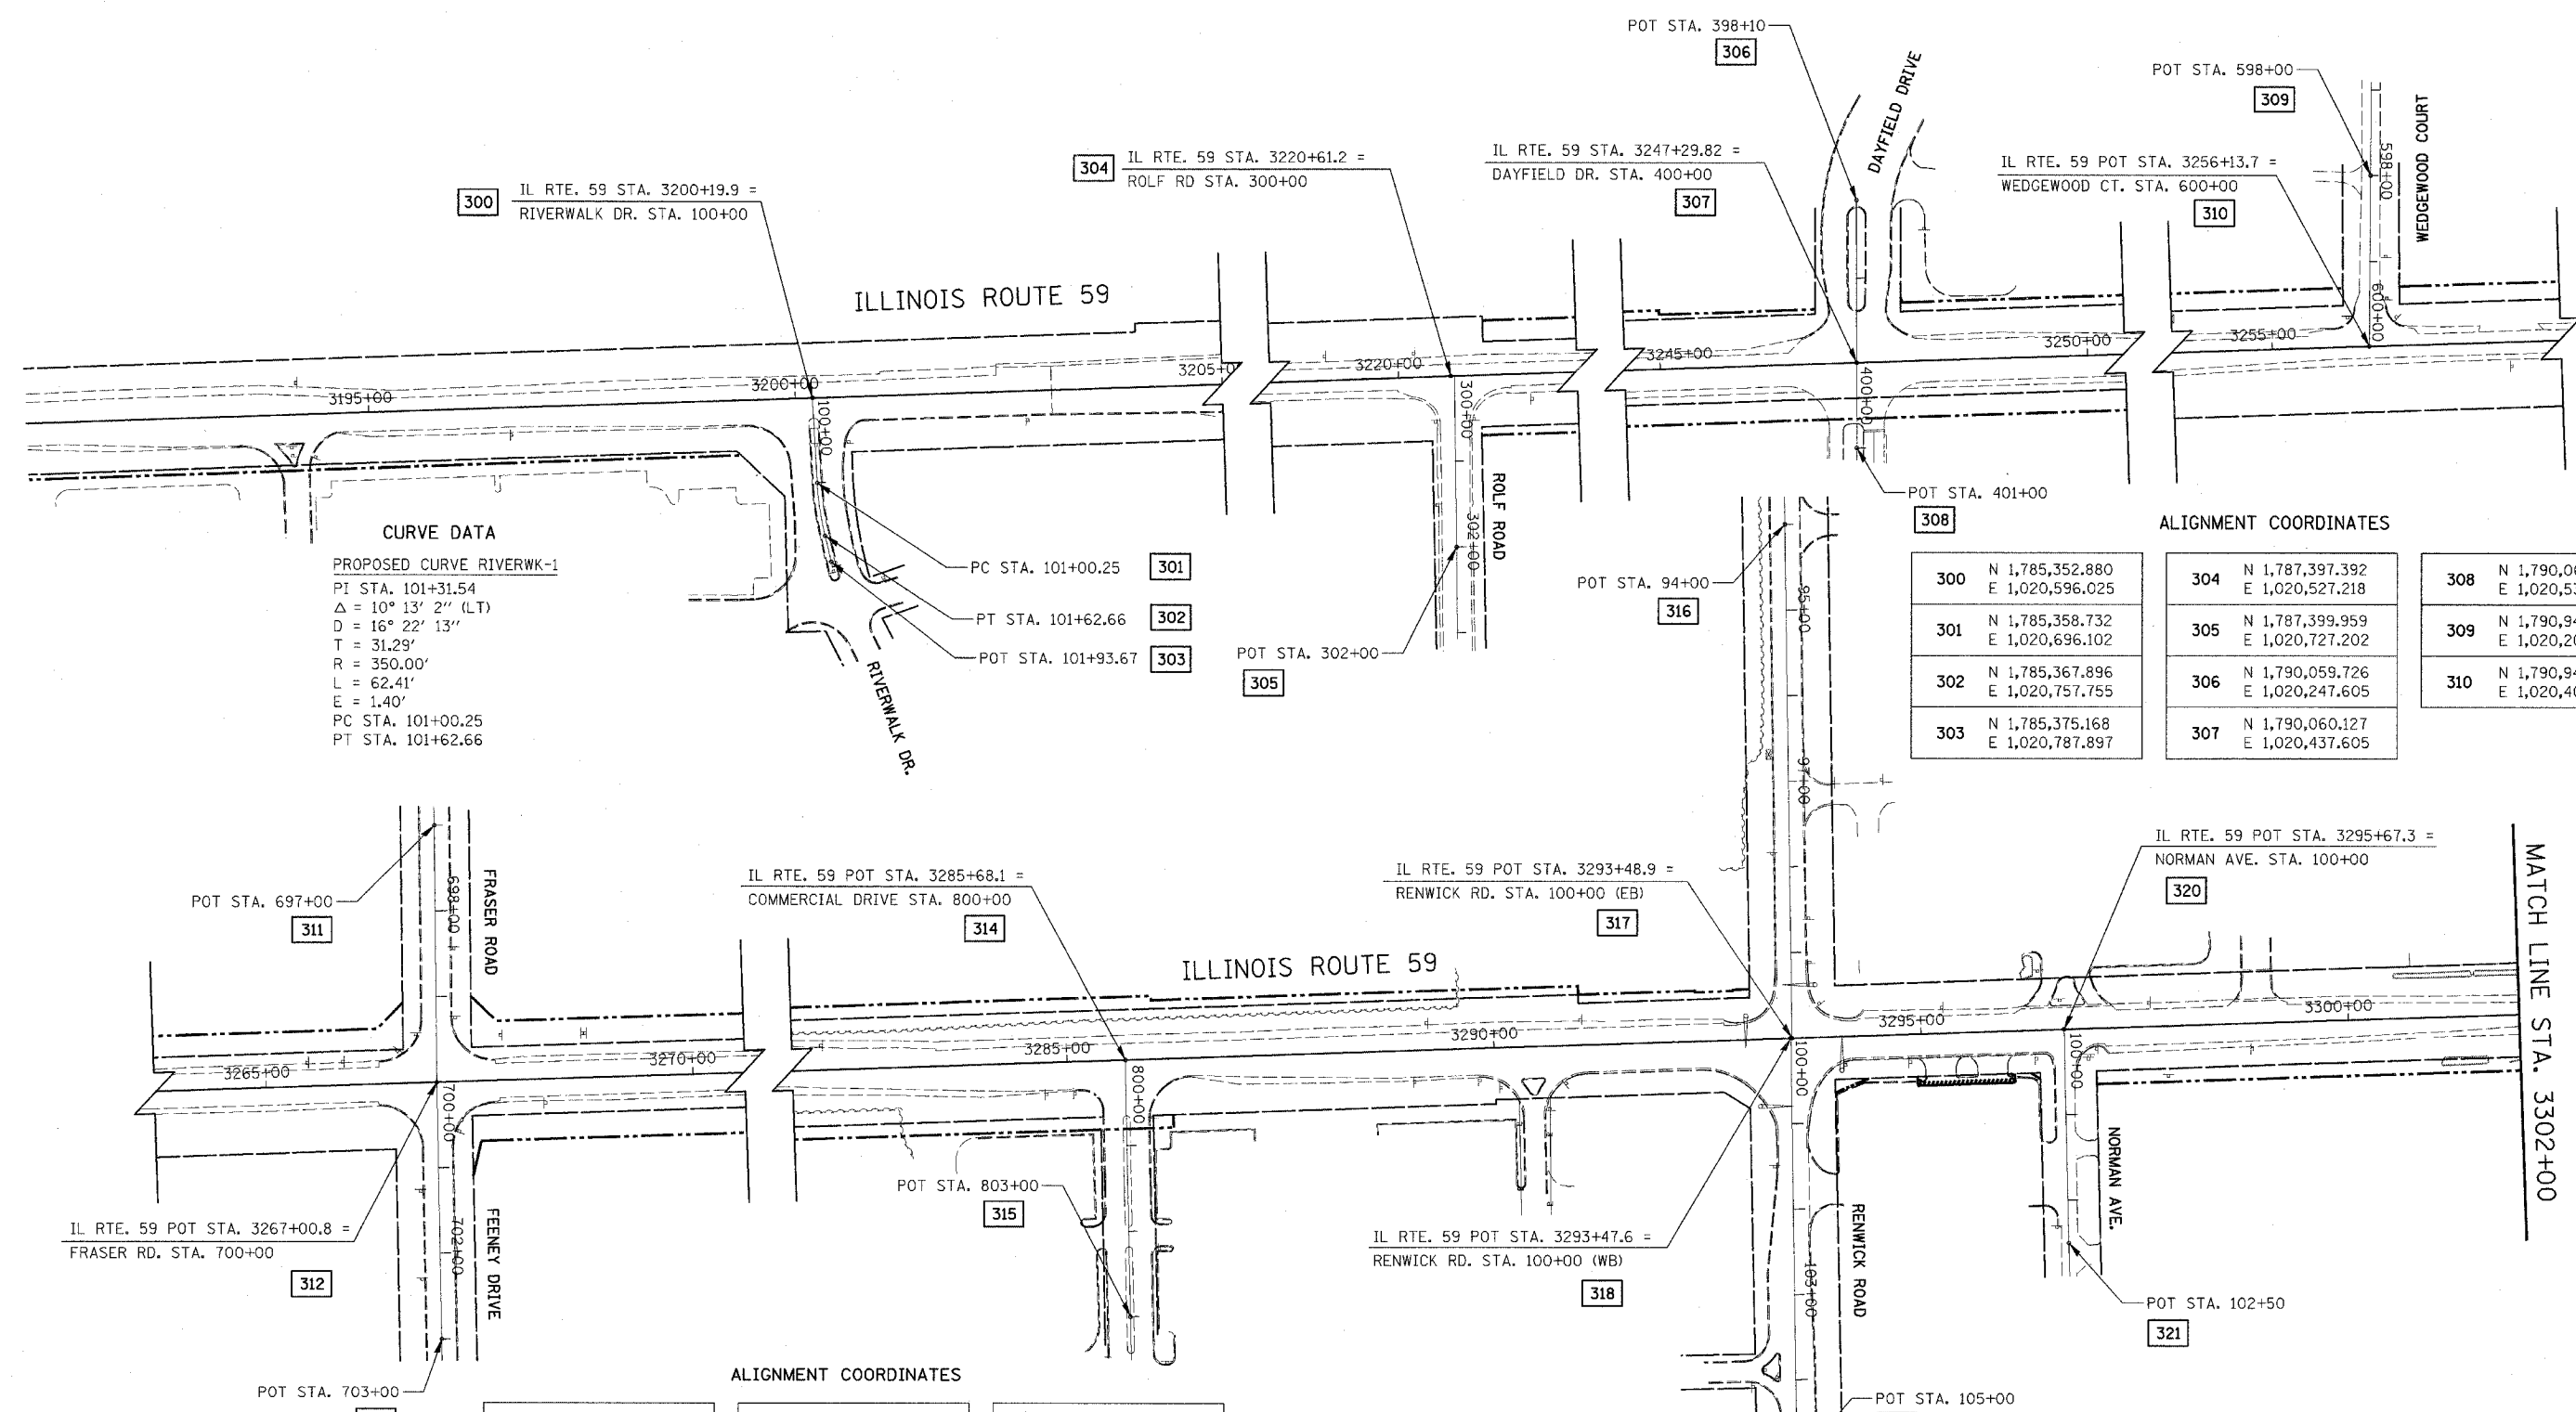 POT STA. 398+10
306
DAYFIELD DRIVE
POT STA. 598+00
309
WEDGEWOOD COURT
598+00
600+00
300
IL RTE. 59 STA. 3200+19.9 =
RIVERWALK DR. STA. 100+00
304
IL RTE. 59 STA. 3220+61.2 =
ROLF RD STA. 300+00
IL RTE. 59 STA. 3247+29.82 =
DAYFIELD DR. STA. 400+00
307
IL RTE. 59 POT STA. 3256+13.7 =
WEDGEWOOD CT. STA. 600+00
310
ILLINOIS ROUTE 59
3195+00
3200+00
3205+0
3220+00
3245+00
3250+00
3255+00
100+00
300+00
302+00
ROLF ROAD
400+00
POT STA. 401+00
308
CURVE DATA
PROPOSED CURVE RIVERWK-1
PI STA. 101+31.54
Δ = 10° 13' 2'' (LT)
D = 16° 22' 13''
T = 31.29'
R = 350.00'
L = 62.41'
E = 1.40'
PC STA. 101+00.25
PT STA. 101+62.66
PC STA. 101+00.25
301
PT STA. 101+62.66
302
POT STA. 101+93.67
303
RIVERWALK DR.
POT STA. 302+00
305
POT STA. 94+00
316
95+00
97+00
ALIGNMENT COORDINATES
300 N 1,785,352.880
E 1,020,596.025
301 N 1,785,358.732
E 1,020,696.102
302 N 1,785,367.896
E 1,020,757.755
303 N 1,785,375.168
E 1,020,787.897
304 N 1,787,397.392
E 1,020,527.218
305 N 1,787,399.959
E 1,020,727.202
306 N 1,790,059.726
E 1,020,247.605
307 N 1,790,060.127
E 1,020,437.605
308
309
310
POT STA. 697+00
311
698+00
FRASER ROAD
IL RTE. 59 POT STA. 3285+68.1 =
COMMERCIAL DRIVE STA. 800+00
314
IL RTE. 59 POT STA. 3293+48.9 =
RENWICK RD. STA. 100+00 (EB)
317
IL RTE. 59 POT STA. 3295+67.3 =
NORMAN AVE. STA. 100+00
320
MATCH LINE STA. 3302+00
ILLINOIS ROUTE 59
3265+00
3270+00
3285+00
3290+00
3295+00
3300+00
700+00
702+00
FEENEY DRIVE
800+00
100+00
103+00
RENWICK ROAD
100+00
NORMAN AVE.
IL RTE. 59 POT STA. 3267+00.8 =
FRASER RD. STA. 700+00
312
POT STA. 803+00
315
IL RTE. 59 POT STA. 3293+47.6 =
RENWICK RD. STA. 100+00 (WB)
318
POT STA. 102+50
321
POT STA. 703+00
ALIGNMENT COORDINATES
POT STA. 105+00